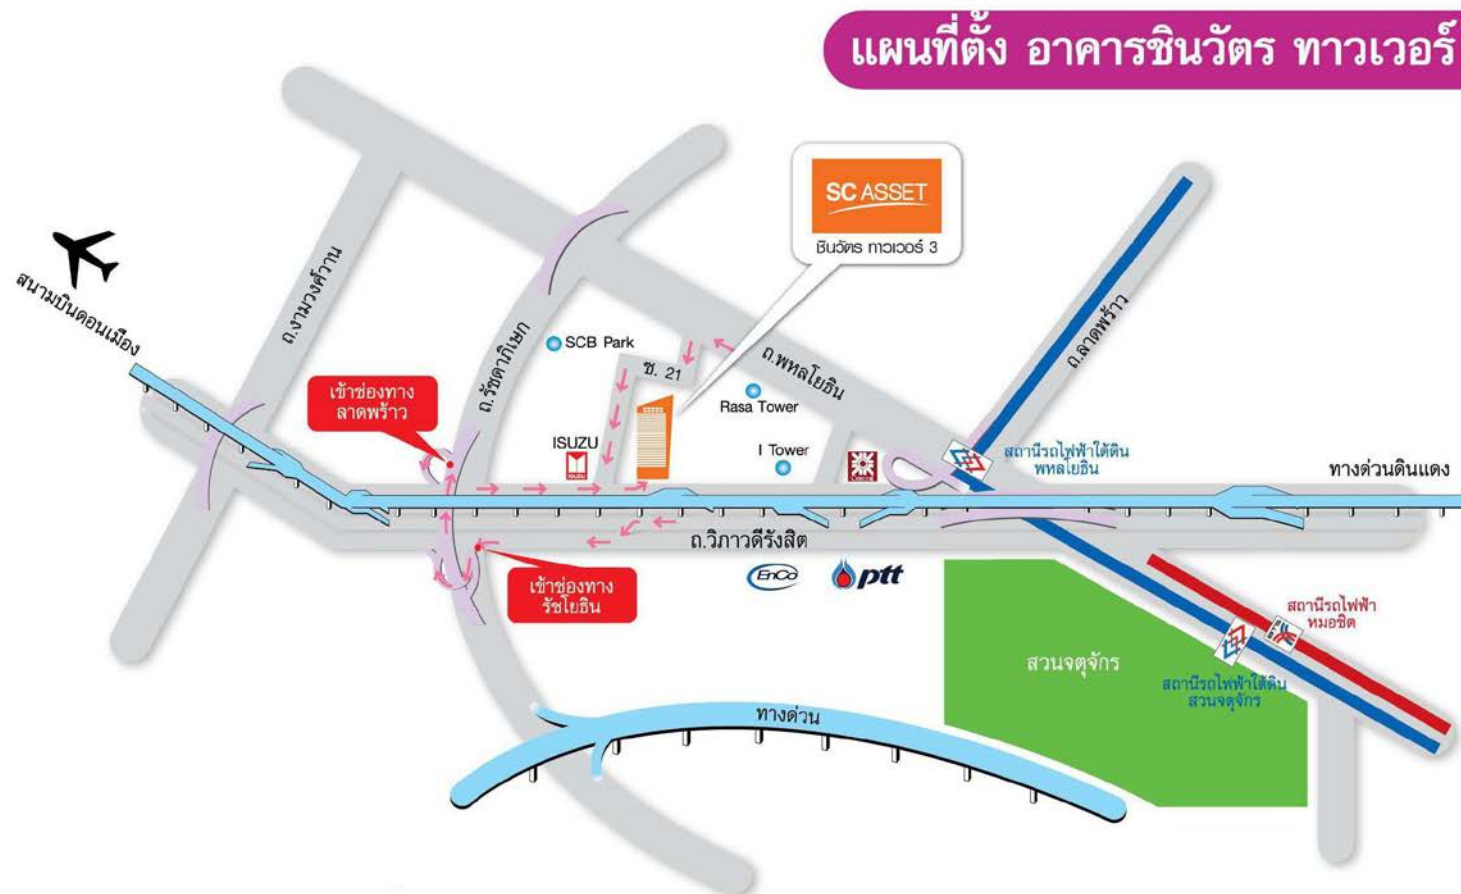 แผนที่ตั้ง อาคารชินวัตร ทาวเวอร์
SC ASSET
ชินวัตร ทาวเวอร์ 3
สนามบินดอนเมือง
ถ.งามวงศ์วาน
ถ.รัชดาภิเษก
SCB Park
ซ. 21
ถ.พหลโยธิน
ถ.ลาดพร้าว
เข้าช่องทาง
ลาดพร้าว
Rasa Tower
ISUZU
ISUZU
I Tower
สถานีรถไฟฟ้าใต้ดิน
พหลโยธิน
ทางด่วนดินแดง
ถ.วิภาวดีรังสิต
เข้าช่องทาง
รัชโยธิน
EnCo
ptt
สถานีรถไฟฟ้า
หมอชิต
BTS
สวนจตุจักร
สถานีรถไฟฟ้าใต้ดิน
สวนจตุจักร
ทางด่วน